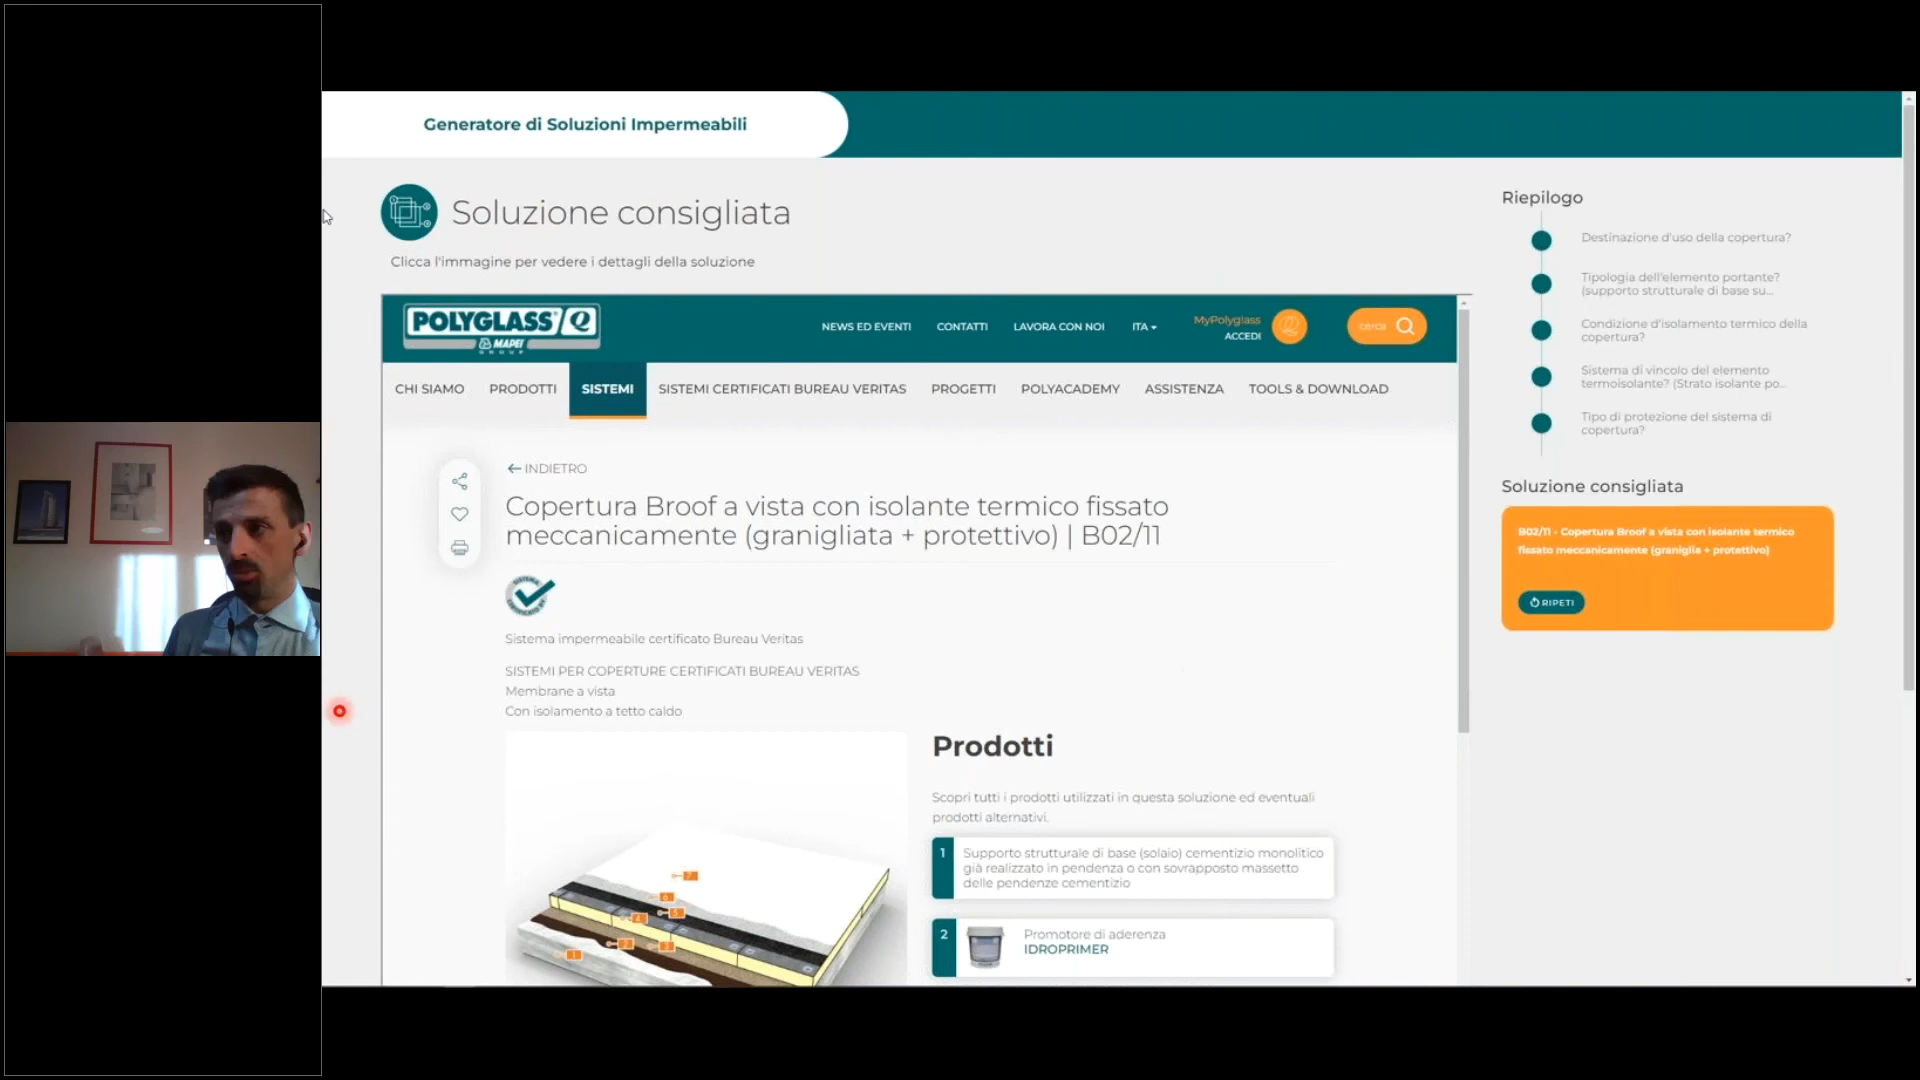 Generatore di Soluzioni Impermeabili
Soluzione consigliata
Clicca l'immagine per vedere i dettagli della soluzione
POLYGLASS
MAPEI
GROUP
NEWS ED EVENTI
CONTATTI
LAVORA CON NOI
ITA
MyPolyglass
ACCEDI
cerca
CHI SIAMO
PRODOTTI
SISTEMI
SISTEMI CERTIFICATI BUREAU VERITAS
PROGETTI
POLYACADEMY
ASSISTENZA
TOOLS & DOWNLOAD
INDIETRO
Copertura Broof a vista con isolante termico fissato
meccanicamente (granigliata + protettivo) | B02/11
Sistema impermeabile certificato Bureau Veritas
SISTEMI PER COPERTURE CERTIFICATI BUREAU VERITAS
Membrane a vista
Con isolamento a tetto caldo
7
6
5
4
3
2
1
Prodotti
Scopri tutti i prodotti utilizzati in questa soluzione ed eventuali
prodotti alternativi.
1
Supporto strutturale di base (solaio) cementizio monolitico
già realizzato in pendenza o con sovrapposto massetto
delle pendenze cementizio
2
Promotore di aderenza
IDROPRIMER
Riepilogo
Destinazione d'uso della copertura?
Tipologia dell'elemento portante?
(supporto strutturale di base su...
Condizione d'isolamento termico della
copertura?
Sistema di vincolo del elemento
termoisolante? (Strato isolante po...
Tipo di protezione del sistema di
copertura?
Soluzione consigliata
B02/11 - Copertura Broof a vista con isolante termico
fissato meccanicamente (graniglia + protettivo)
RIPETI